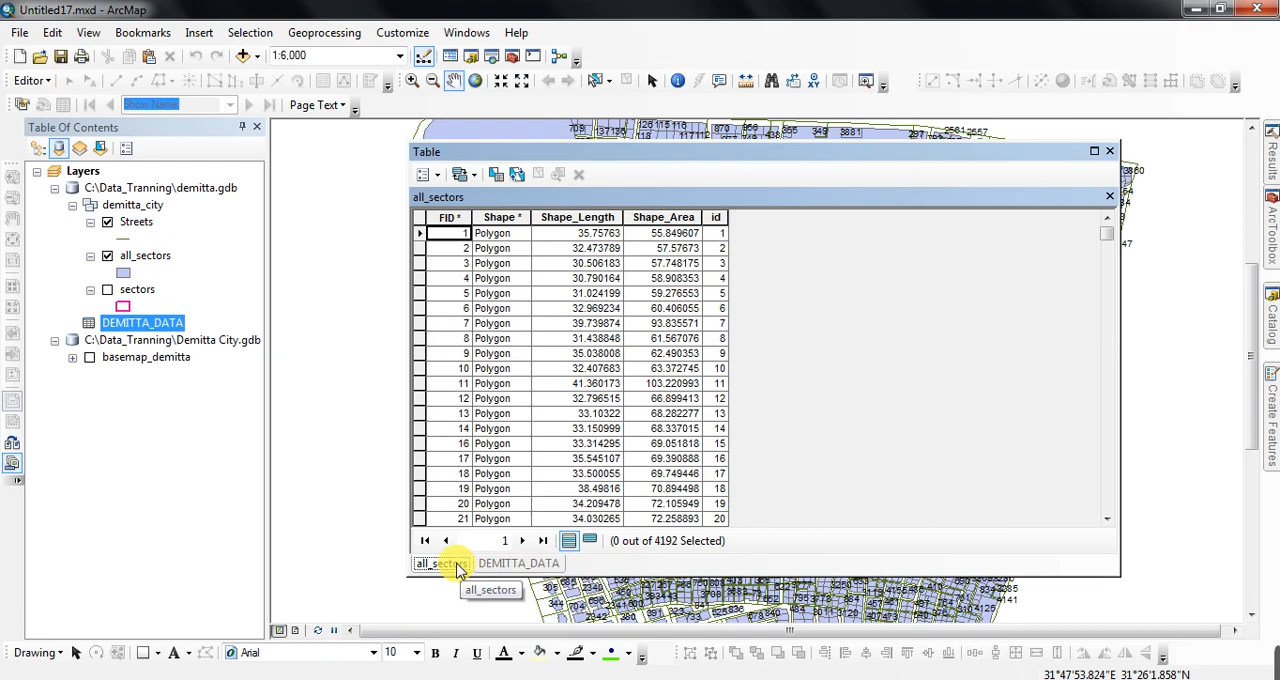 Untitled17.mxd - ArcMap
File Edit View Bookmarks Insert Selection Geoprocessing Customize Windows Help
1:6,000
Editor
Show Name
Page Text
Table Of Contents
Layers
C:\Data_Tranning\demitta.gdb
demitta_city
Streets
all_sectors
sectors
DEMITTA_DATA
C:\Data_Tranning\Demitta City.gdb
basemap_demitta
Table
all_sectors
FID * Shape * Shape_Length Shape_Area id
1 Polygon 35.75763 55.849607 1
2 Polygon 32.473789 57.57673 2
3 Polygon 30.506183 57.748175 3
4 Polygon 30.790164 58.908353 4
5 Polygon 31.024199 59.276553 5
6 Polygon 32.969234 60.406055 6
7 Polygon 39.739874 93.835571 7
8 Polygon 31.438848 61.567076 8
9 Polygon 35.038008 62.490353 9
10 Polygon 32.407683 63.372745 10
11 Polygon 41.360173 103.220993 11
12 Polygon 32.796515 66.899413 12
13 Polygon 33.10322 68.282277 13
14 Polygon 33.150999 68.337015 14
16 Polygon 33.314295 69.051818 15
17 Polygon 35.545107 69.390888 16
18 Polygon 33.500055 69.749446 17
19 Polygon 38.49816 70.894498 18
20 Polygon 34.209478 72.105949 19
21 Polygon 34.030265 72.258893 20
1 (0 out of 4192 Selected)
all_sectors DEMITTA_DATA
all_sectors
Results
ArcToolbox
Catalog
Create Features
Drawing Arial 10 B I U A
31°47'53.824"E 31°26'1.858"N